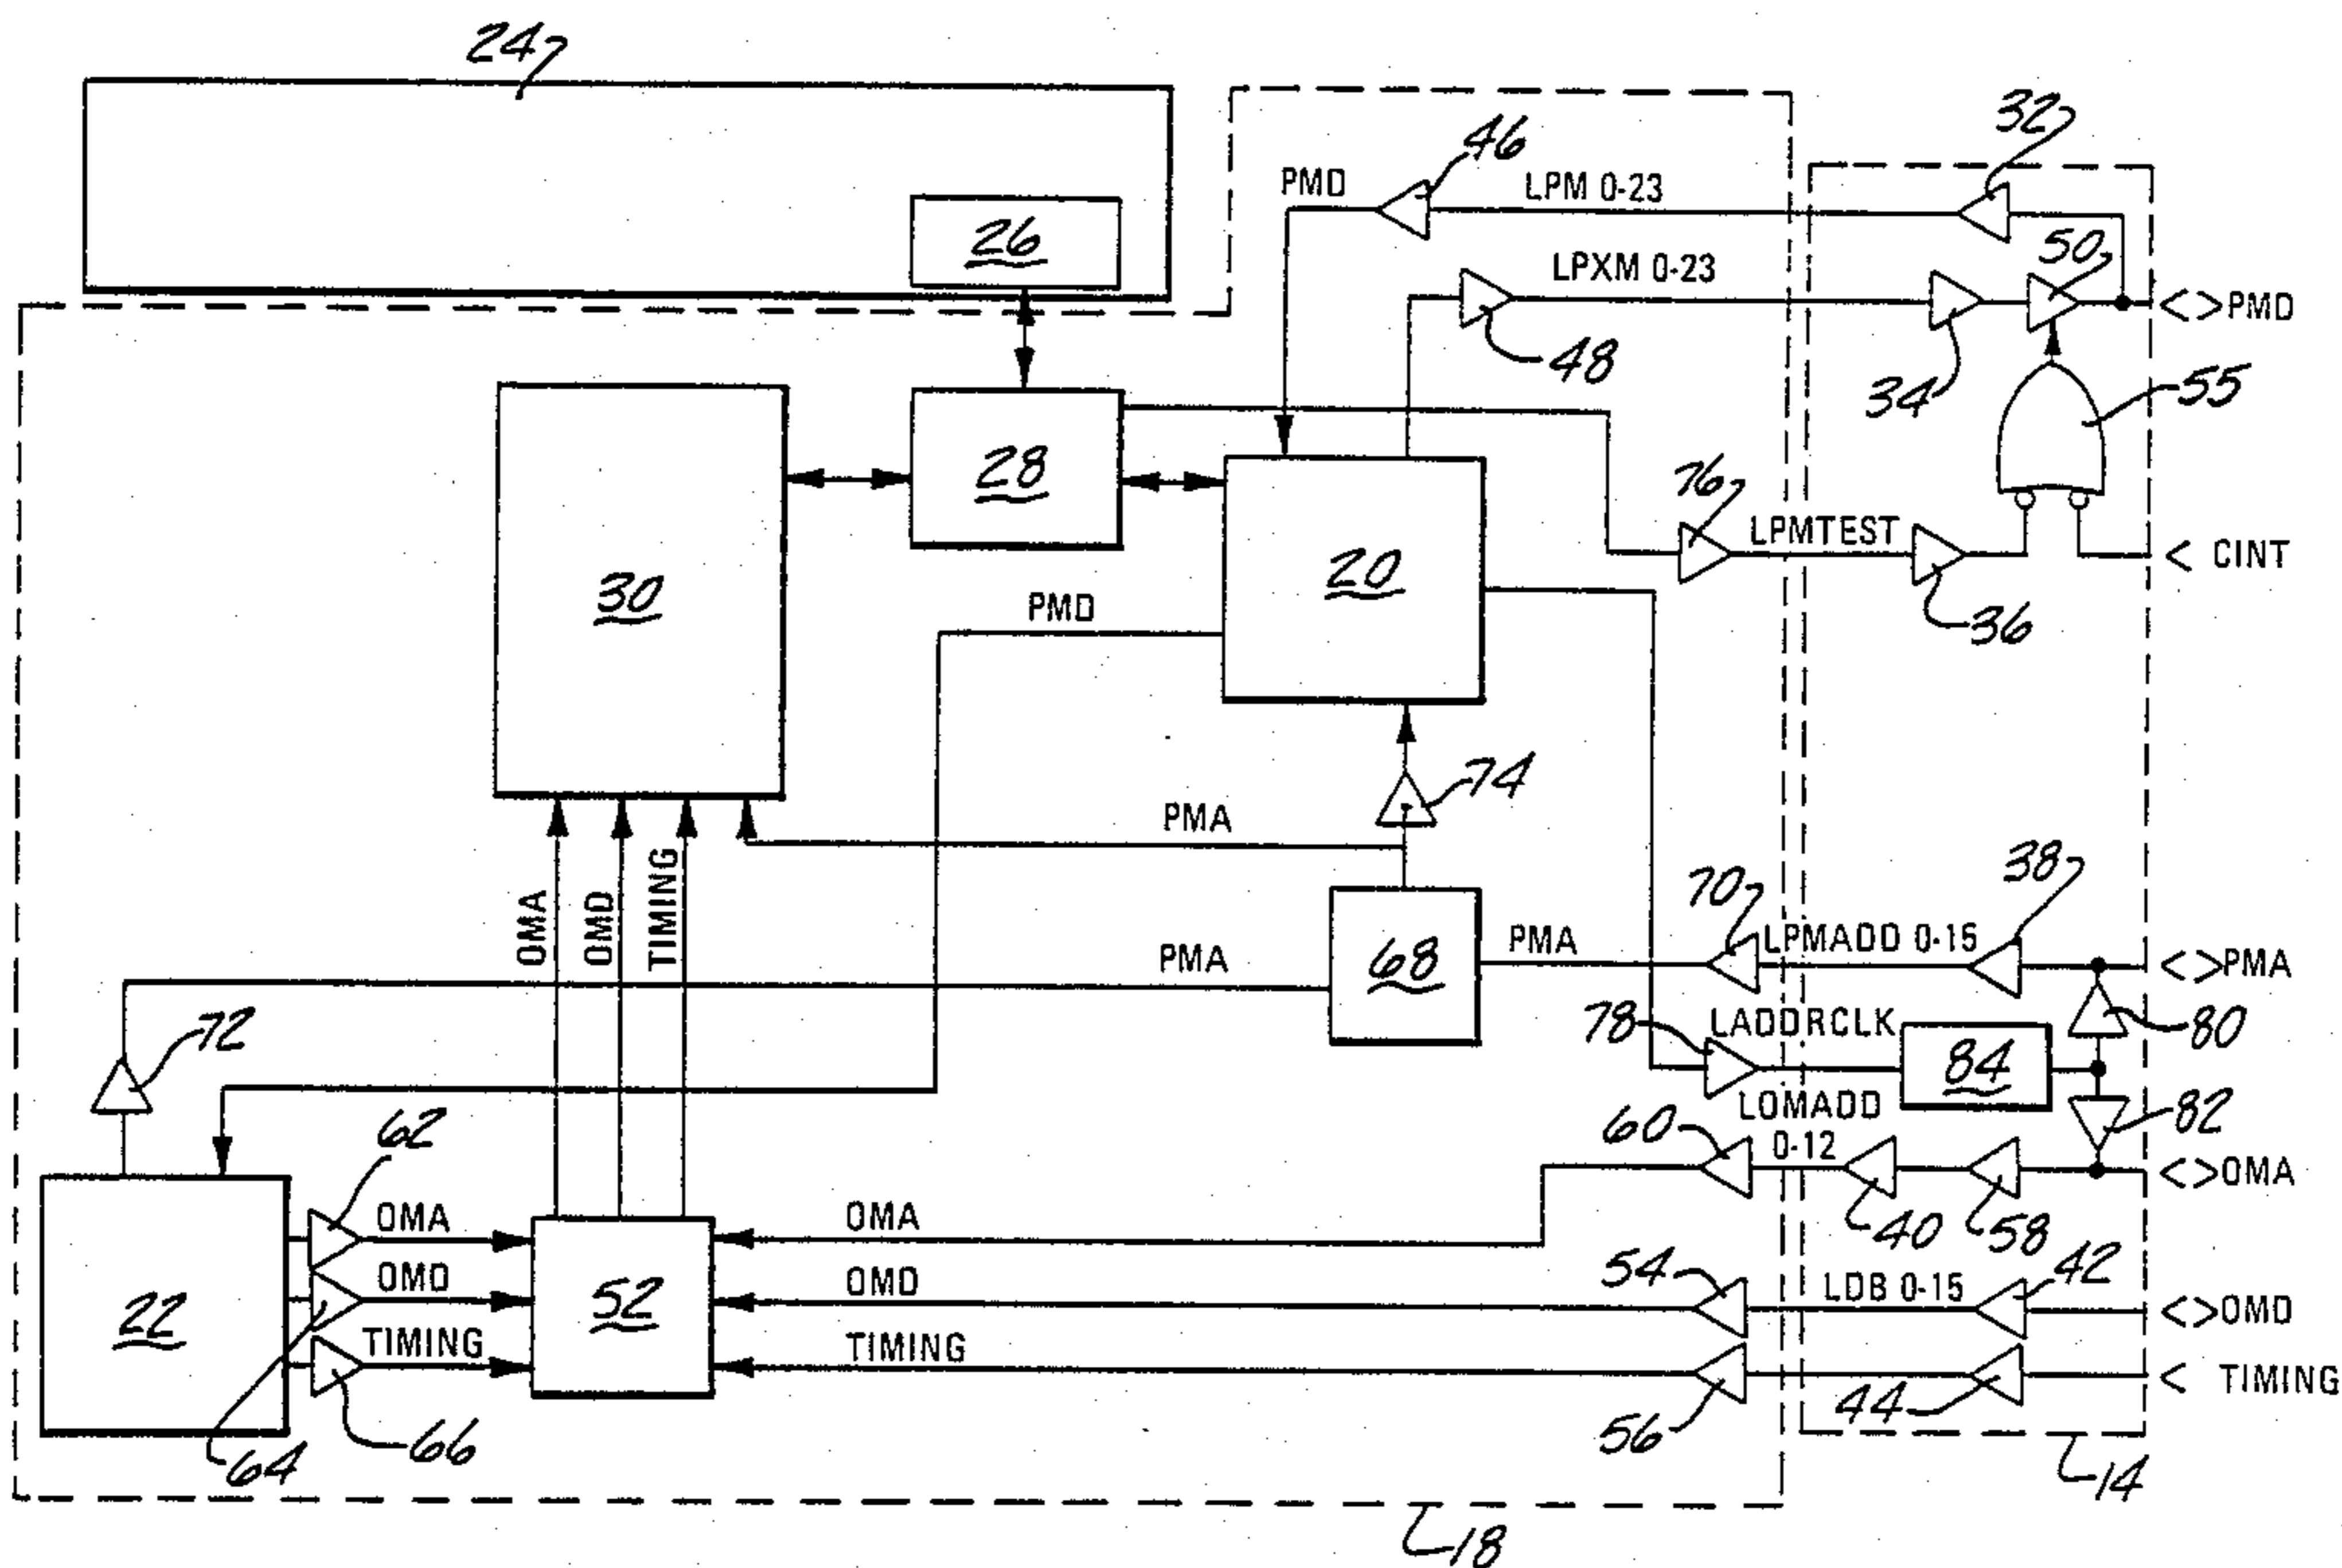 24
32
46
PMD
LPM 0-23
26
50
LPXM 0-23
<>PMD
48
34
55
28
76
LPMTEST
20
< CINT
30
PMD
36
74
PMA
38
70
OMA
OMD
TIMING
LPMADD 0-15
PMA
PMA
68
<>PMA
72
78
LADDRCLK
80
84
62
LOMADD
0-12
82
60
<>OMA
OMA
OMA
40
58
54
42
OMD
OMD
LDB 0-15
22
52
<>OMD
TIMING
TIMING
< TIMING
64
66
56
44
14
18